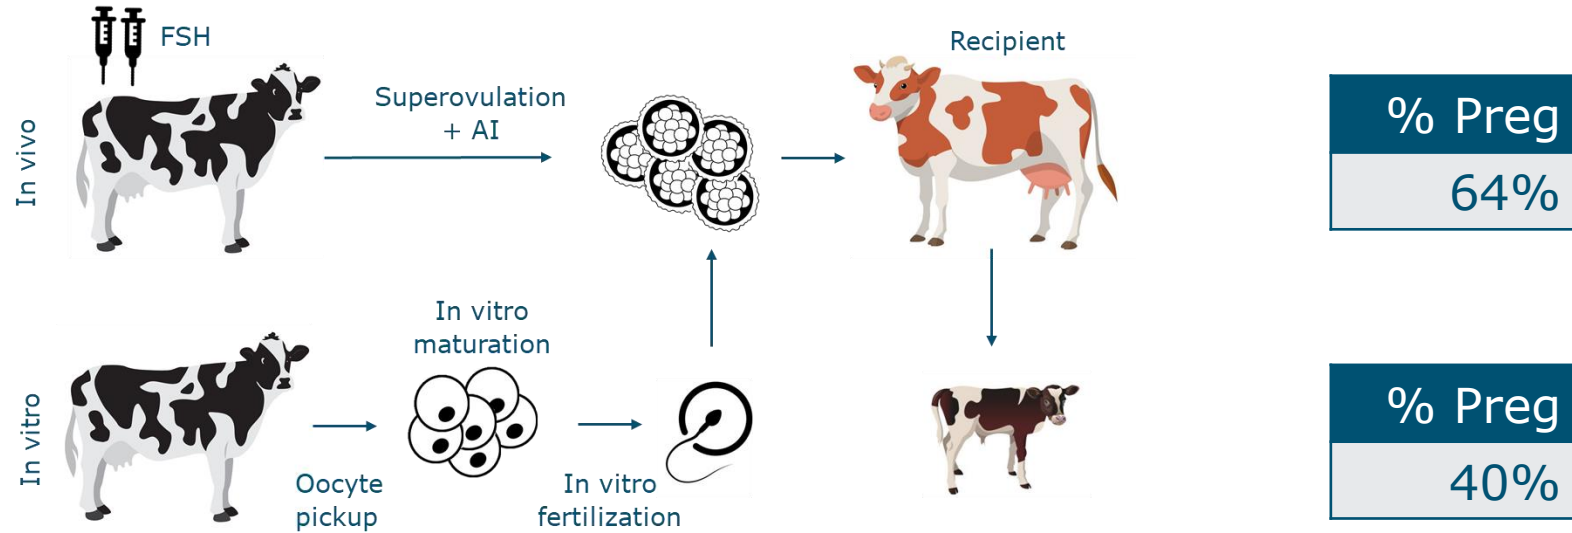 FSH
Recipient
Superovulation
+ AI
In vivo
% Preg
64%
In vitro
maturation
In vitro
Oocyte
pickup
In vitro
fertilization
% Preg
40%